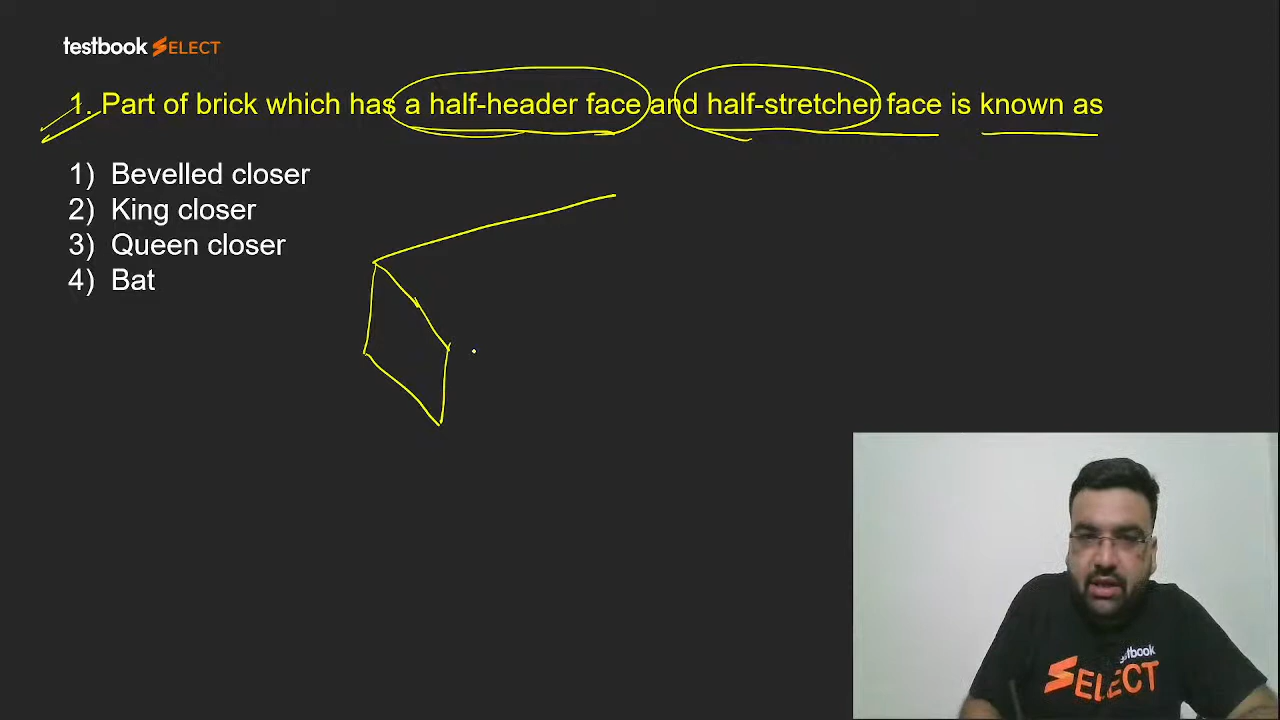 testbook SELECT
1. Part of brick which has a half-header face and half-stretcher face is known as
1) Bevelled closer
2) King closer
3) Queen closer
4) Bat
testbook
SELECT